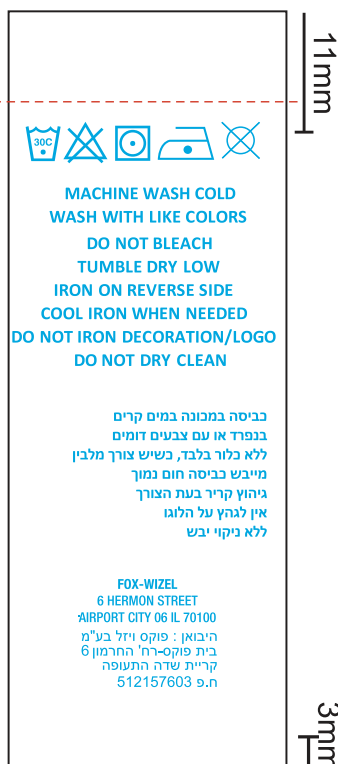 11mm
30C
MACHINE WASH COLD
WASH WITH LIKE COLORS
DO NOT BLEACH
TUMBLE DRY LOW
IRON ON REVERSE SIDE
COOL IRON WHEN NEEDED
DO NOT IRON DECORATION/LOGO
DO NOT DRY CLEAN
כביסה במכונה במים קרים
בנפרד או עם צבעים דומים
ללא כלור בלבד, כשיש צורך מלבין
מייבש כביסה חום נמוך
גיהוץ קריר בעת הצורך
אין לגהץ על הלוגו
ללא ניקוי יבש
FOX-WIZEL
6 HERMON STREET
AIRPORT CITY 06 IL 70100
היבואן : פוקס ויזל בע"מ
בית פוקס-רח' החרמון 6
קריית שדה התעופה
ח.פ 512157603
3mm